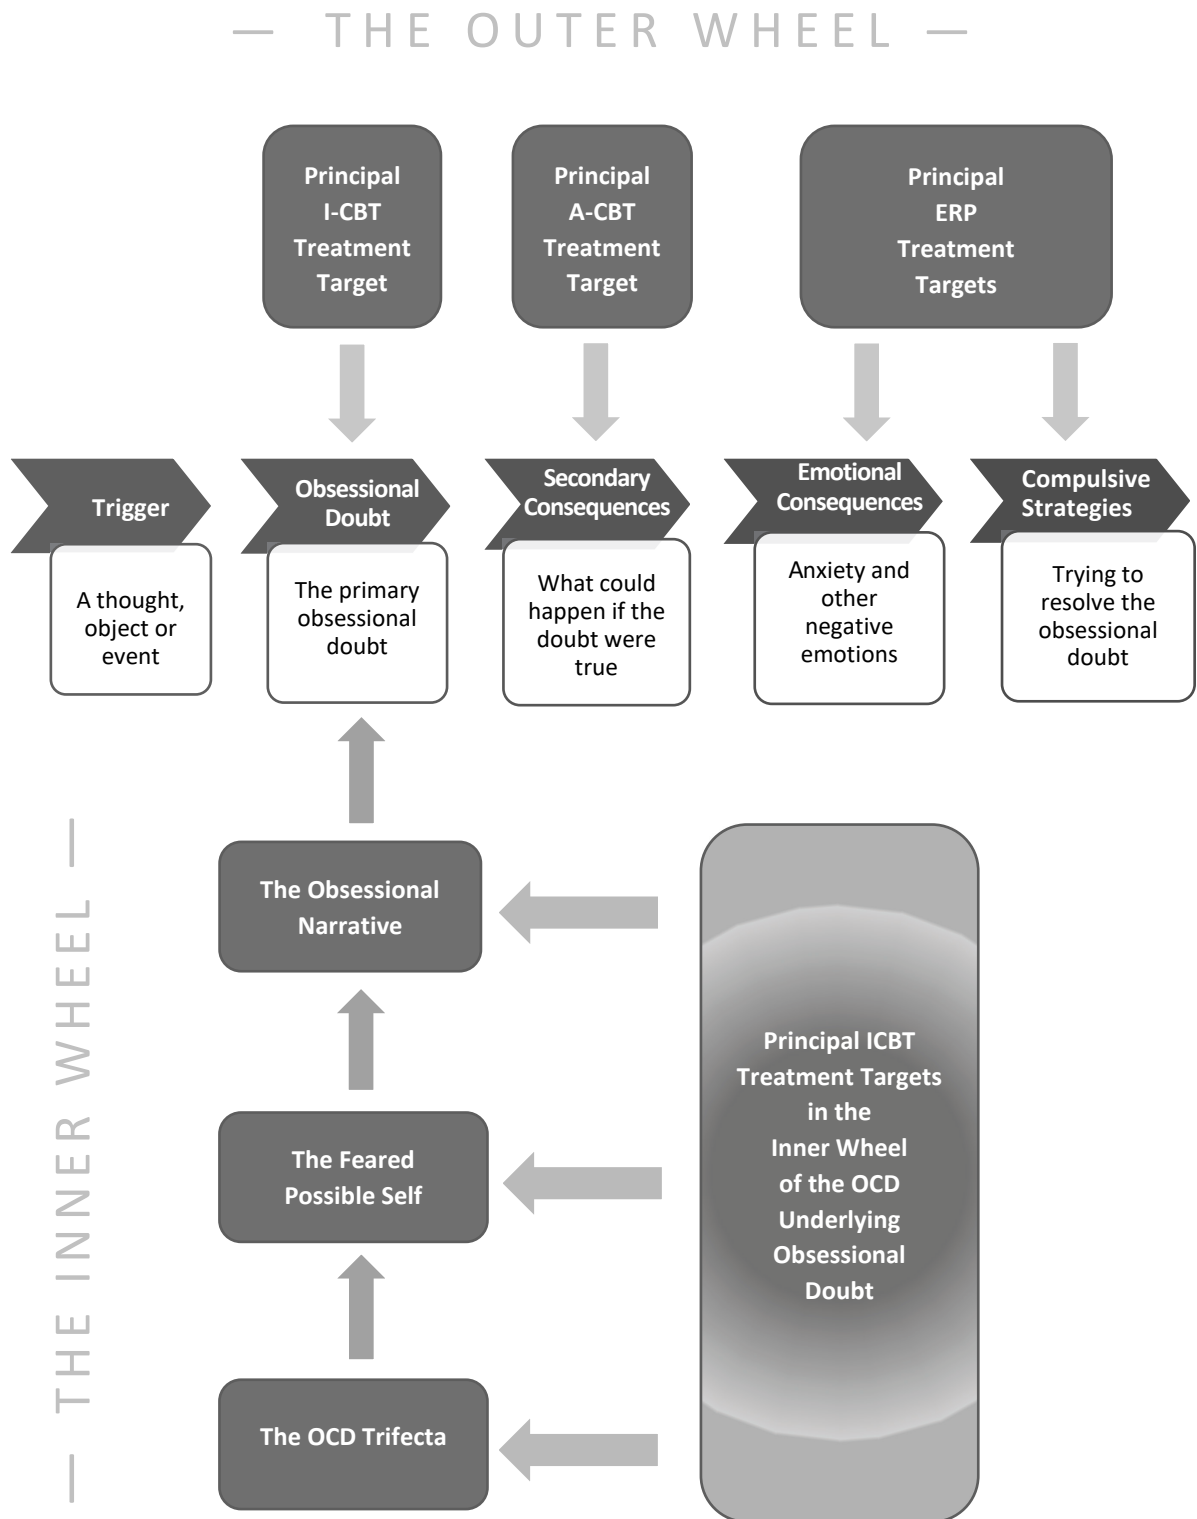 — THE OUTER WHEEL —
Principal
I-CBT
Treatment
Target
Principal
A-CBT
Treatment
Target
Principal
ERP
Treatment
Targets
Trigger
Obsessional
Doubt
Secondary
Consequences
Emotional
Consequences
Compulsive
Strategies
A thought,
object or
event
The primary
obsessional
doubt
What could
happen if the
doubt were
true
Anxiety and
other
negative
emotions
Trying to
resolve the
obsessional
doubt
— THE INNER WHEEL —
The Obsessional
Narrative
The Feared
Possible Self
The OCD Trifecta
Principal ICBT
Treatment Targets
in the
Inner Wheel
of the OCD
Underlying
Obsessional
Doubt